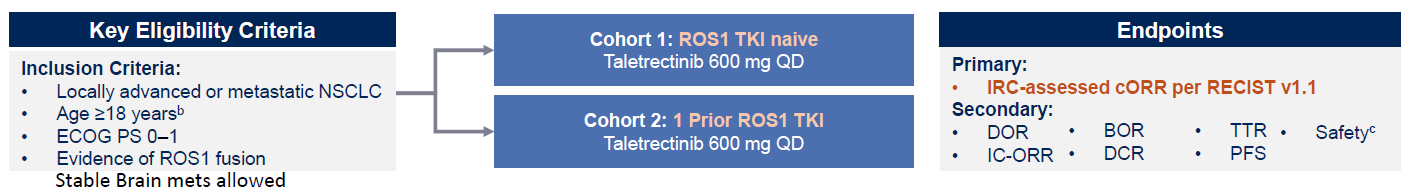 Key Eligibility Criteria
Inclusion Criteria:
• Locally advanced or metastatic NSCLC
• Age ≥18 yearsᵇ
• ECOG PS 0–1
• Evidence of ROS1 fusion
Stable Brain mets allowed
Cohort 1: ROS1 TKI naive
Taletrectinib 600 mg QD
Cohort 2: 1 Prior ROS1 TKI
Taletrectinib 600 mg QD
Endpoints
Primary:
• IRC-assessed cORR per RECIST v1.1
Secondary:
• DOR • BOR • TTR • Safetyᶜ
• IC-ORR • DCR • PFS